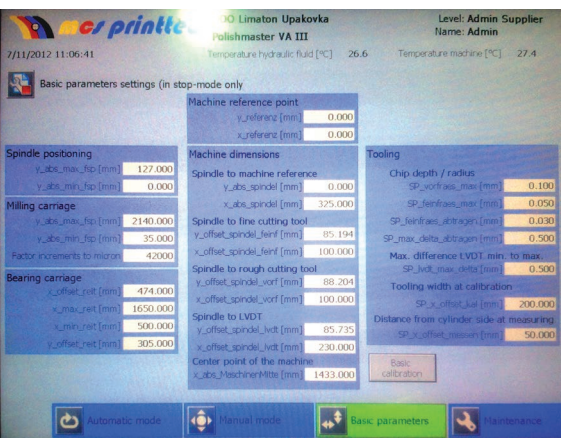 mcs printte
OO Limaton Upakovka
Polishmaster VA III
Level: Admin Supplier
Name: Admin
7/11/2012 11:06:41
Temperature hydraulic fluid [°C] 26.6
Temperature machine [°C] 27.4
Basic parameters settings (in stop-mode only
Machine reference point
y_referenz [mm] 0.000
x_referenz [mm] 0.000
Spindle positioning
y_abs_max_fsp [mm] 127.000
y_abs_min_fsp [mm] 0.000
Milling carriage
y_abs_max_fsp [mm] 2140.000
y_abs_min_fsp [mm] 35.000
Factor increments to micron 42000
Bearing carriage
x_offset_reit [mm] 474.000
x_max_reit [mm] 1650.000
x_min_reit [mm] 500.000
y_offset_reit [mm] 305.000
Machine dimensions
Spindle to machine reference
y_abs_spindel [mm] 0.000
x_abs_spindel [mm] 325.000
Spindle to fine cutting tool
y_offset_spindel_feinf [mm] 85.194
x_offset_spindel_feinf [mm] 100.000
Spindle to rough cutting tool
y_offset_spindel_vorf [mm] 88.204
x_offset_spindel_vorf [mm] 100.000
Spindle to LVDT
y_offset_spindel_lvdt [mm] 85.735
x_offset_spindel_lvdt [mm] 230.000
Center point of the machine
x_abs_MaschinenMitte [mm] 1433.000
Tooling
Chip depth / radius
SP_vorfraes_max [mm] 0.100
SP_feinfraes_max [mm] 0.050
SP_feinfraes_abtragen [mm] 0.030
SP_max_delta_abtragen [mm] 0.500
Max. difference LVDT min. to max.
SP_lvdt_max_delta [mm] 0.500
Tooling width at calibration
SP_x_offset_kal [mm] 200.000
Distance from cylinder side at measuring
SP_x_offset_messen [mm] 50.000
Basic
calibration
Automatic mode
Manual mode
Basic parameters
Maintenance